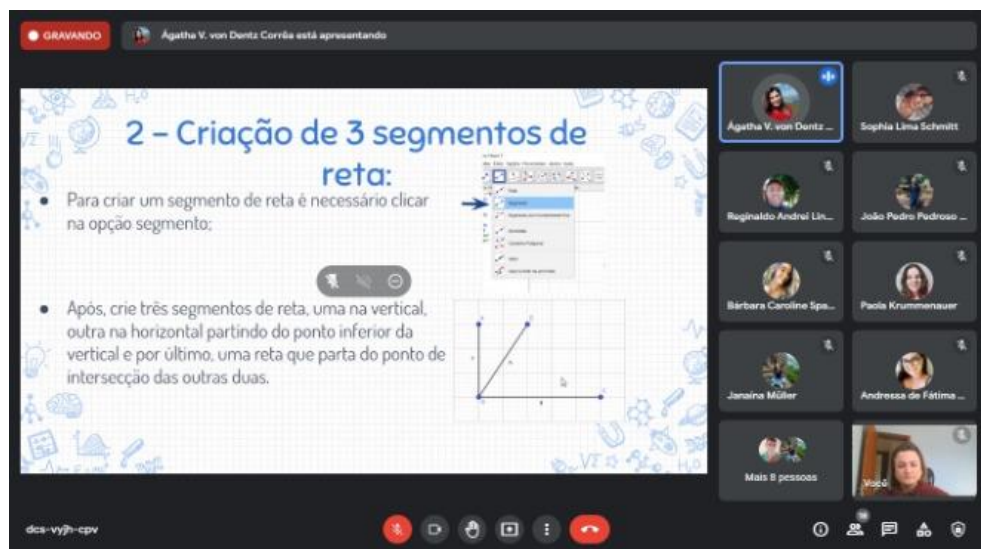 GRAVANDO
Ágatha V. von Dentz Corrêa está apresentando
2 – Criação de 3 segmentos de
reta:
Para criar um segmento de reta é necessário clicar
na opção segmento;
Após, crie três segmentos de reta, uma na vertical,
outra na horizontal partindo do ponto inferior da
vertical e por último, uma reta que parta do ponto de
intersecção das outras duas.
Ágatha V. von Dentz ...
Sophia Lima Schmitt
Reginaldo Andrei Lin...
João Pedro Pedroso ...
Bárbara Caroline Spa...
Paola Krummenauer
Janaína Müller
Andressa de Fátima ...
Mais 8 pessoas
Você
dcs-vyjh-cpv